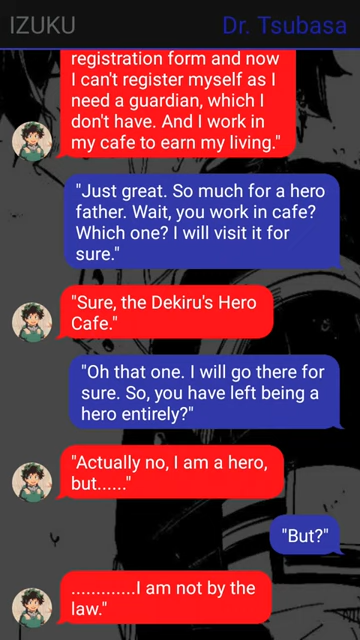 IZUKU
Dr. Tsubasa
registration form and now
I can't register myself as I
need a guardian, which I
don't have. And I work in
my cafe to earn my living."
"Just great. So much for a hero
father. Wait, you work in cafe?
Which one? I will visit it for
sure."
"Sure, the Dekiru's Hero
Cafe."
"Oh that one. I will go there for
sure. So, you have left being a
hero entirely?"
"Actually no, I am a hero,
but......"
"But?"
.............I am not by the
law."